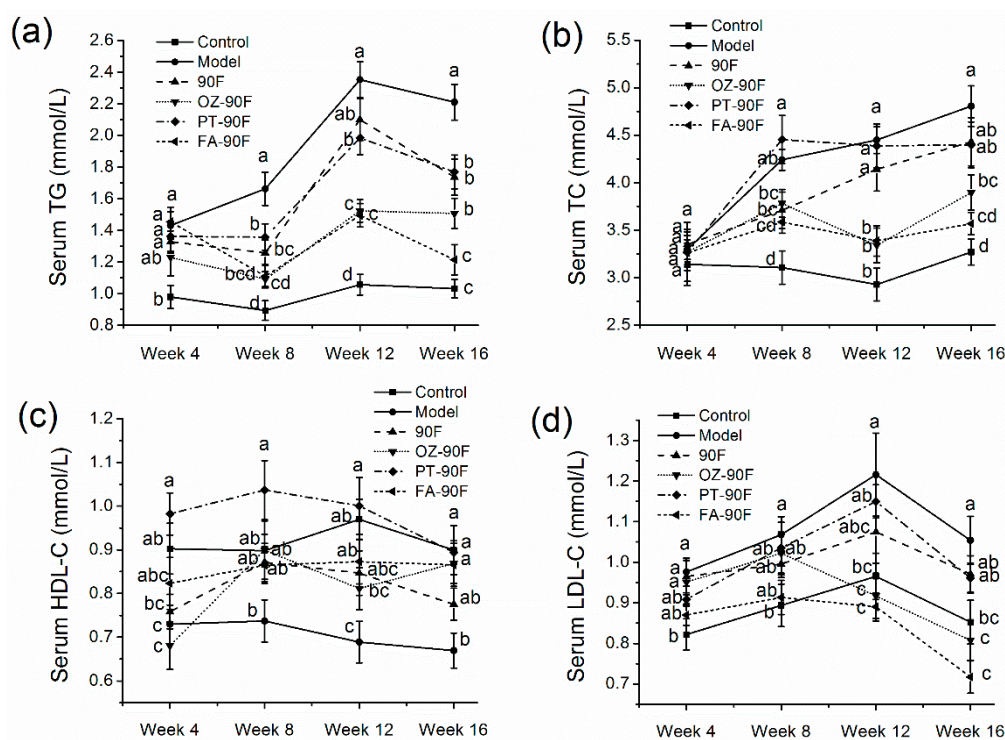 (a)
Serum TG (mmol/L)
2.6
2.4
2.2
2.0
1.8
1.6
1.4
1.2
1.0
0.8
Control
Model
90F
OZ-90F
PT-90F
FA-90F
a
a
a
a
ab
b
a
b
bc
bcd
cd
d
a
ab
b
c
c
d
a
b
b
b
c
c
Week 4
Week 8
Week 12
Week 16
(b)
Serum TC (mmol/L)
5.5
5.0
4.5
4.0
3.5
3.0
2.5
Control
Model
90F
OZ-90F
PT-90F
FA-90F
a
a
a
a
a
a
a
ab
bc
bc
cd
d
a
a
a
b
b
b
a
ab
ab
bc
cd
d
Week 4
Week 8
Week 12
Week 16
(c)
Serum HDL-C (mmol/L)
1.2
1.1
1.0
0.9
0.8
0.7
0.6
Control
Model
90F
OZ-90F
PT-90F
FA-90F
a
ab
abc
bc
c
c
a
ab
ab
ab
ab
b
a
ab
ab
bc
bc
c
a
a
a
ab
b
Week 4
Week 8
Week 12
Week 16
(d)
Serum LDL-C (mmol/L)
1.3
1.2
1.1
1.0
0.9
0.8
0.7
Control
Model
90F
OZ-90F
PT-90F
FA-90F
a
a
a
ab
ab
b
a
ab
ab
ab
b
b
a
ab
abc
bc
c
c
a
ab
ab
bc
c
c
Week 4
Week 8
Week 12
Week 16